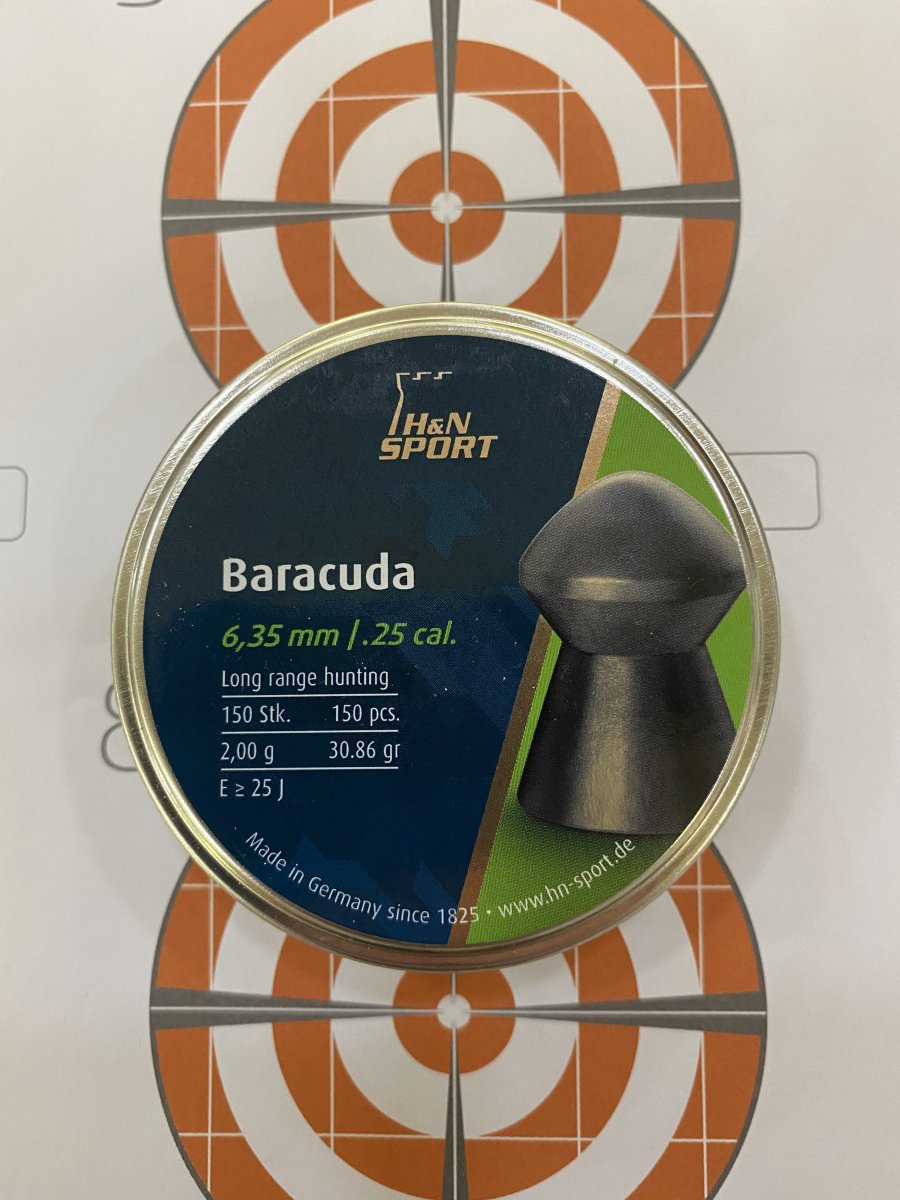 H&N
SPORT
Baracuda
6,35 mm | .25 cal.
Long range hunting
150 Stk. 150 pcs.
2,00 g 30.86 gr
E ≥ 25 J
Made in Germany since 1825 • www.hn-sport.de